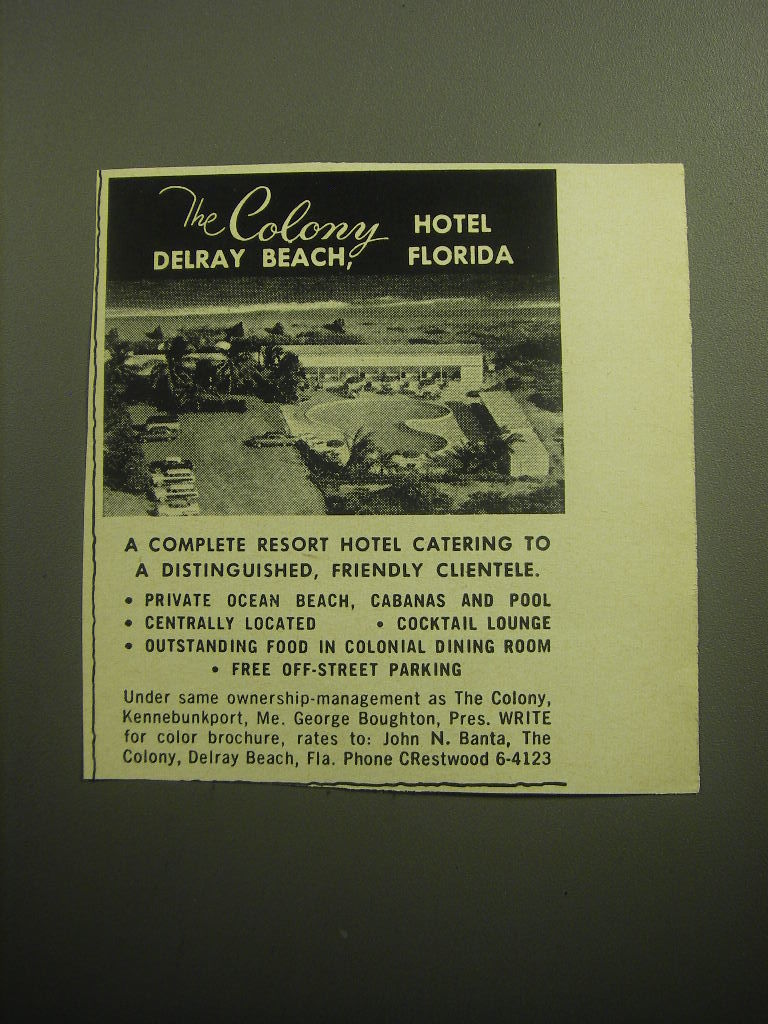 The Colony HOTEL
DELRAY BEACH, FLORIDA
A COMPLETE RESORT HOTEL CATERING TO
A DISTINGUISHED, FRIENDLY CLIENTELE.
• PRIVATE OCEAN BEACH, CABANAS AND POOL
• CENTRALLY LOCATED • COCKTAIL LOUNGE
• OUTSTANDING FOOD IN COLONIAL DINING ROOM
• FREE OFF-STREET PARKING
Under same ownership-management as The Colony,
Kennebunkport, Me. George Boughton, Pres. WRITE
for color brochure, rates to: John N. Banta, The
Colony, Delray Beach, Fla. Phone CRestwood 6-4123